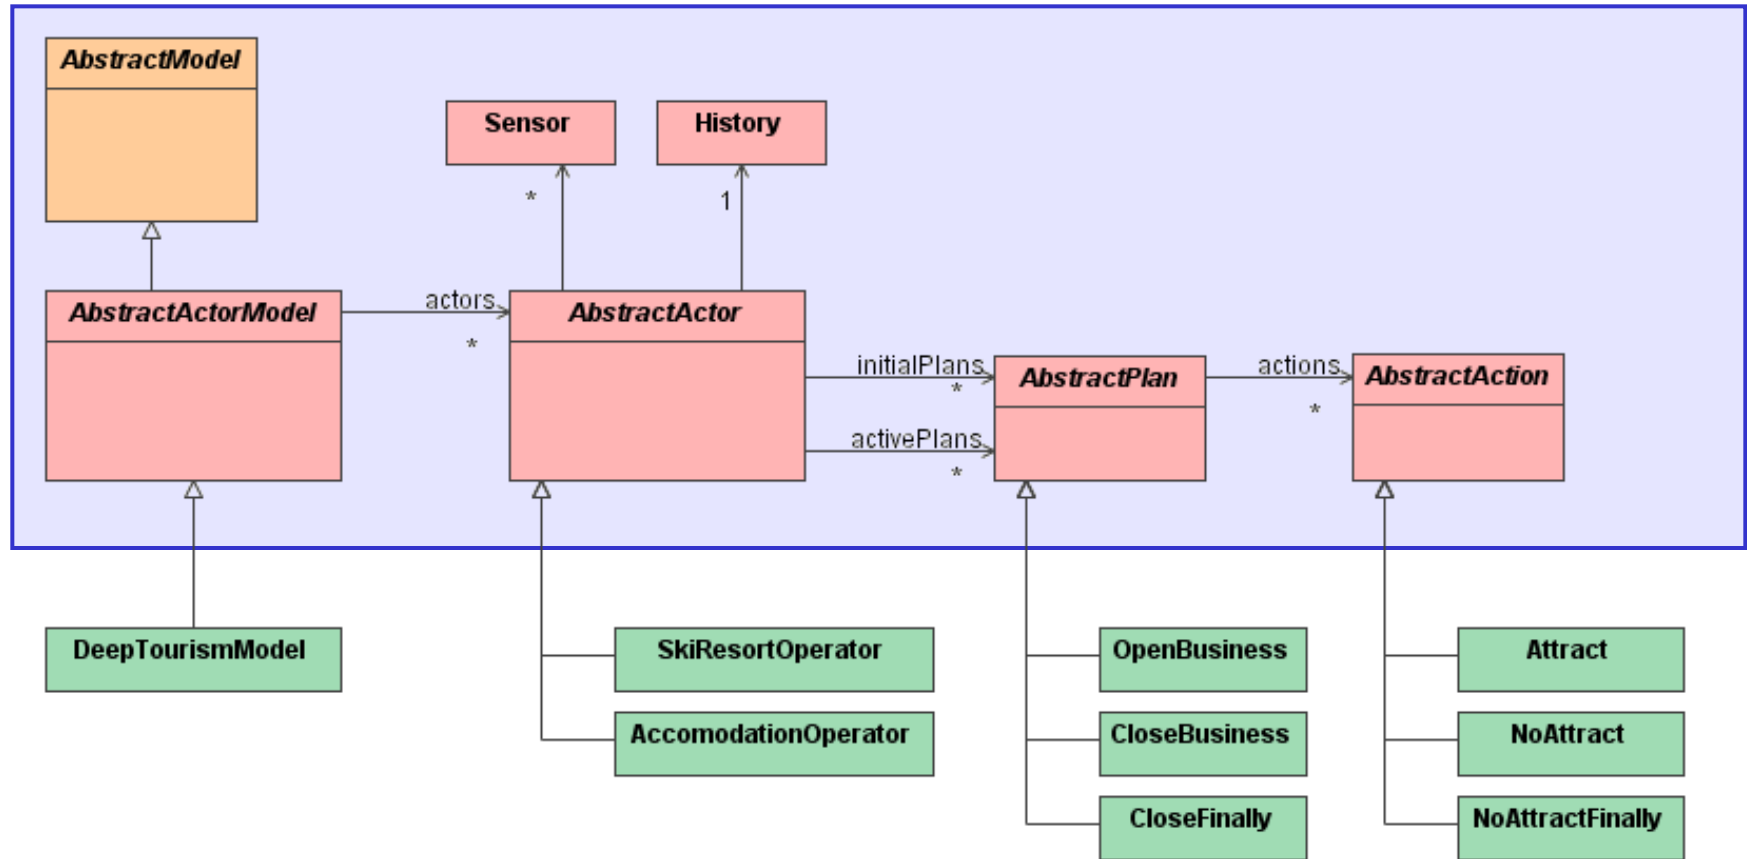 AbstractModel
Sensor
History
*
1
AbstractActorModel
actors
*
AbstractActor
initialPlans
*
activePlans
*
AbstractPlan
actions
*
AbstractAction
DeepTourismModel
SkiResortOperator
AccomodationOperator
OpenBusiness
CloseBusiness
CloseFinally
Attract
NoAttract
NoAttractFinally